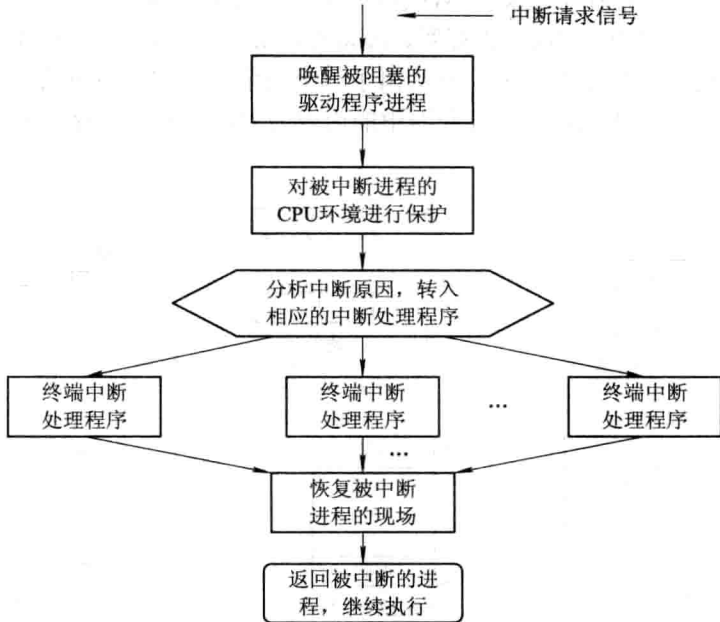 中断请求信号
唤醒被阻塞的
驱动程序进程
对被中断进程的
CPU环境进行保护
分析中断原因，转入
相应的中断处理程序
终端中断
处理程序
终端中断
处理程序
...
终端中断
处理程序
...
恢复被中断
进程的现场
返回被中断的进
程，继续执行